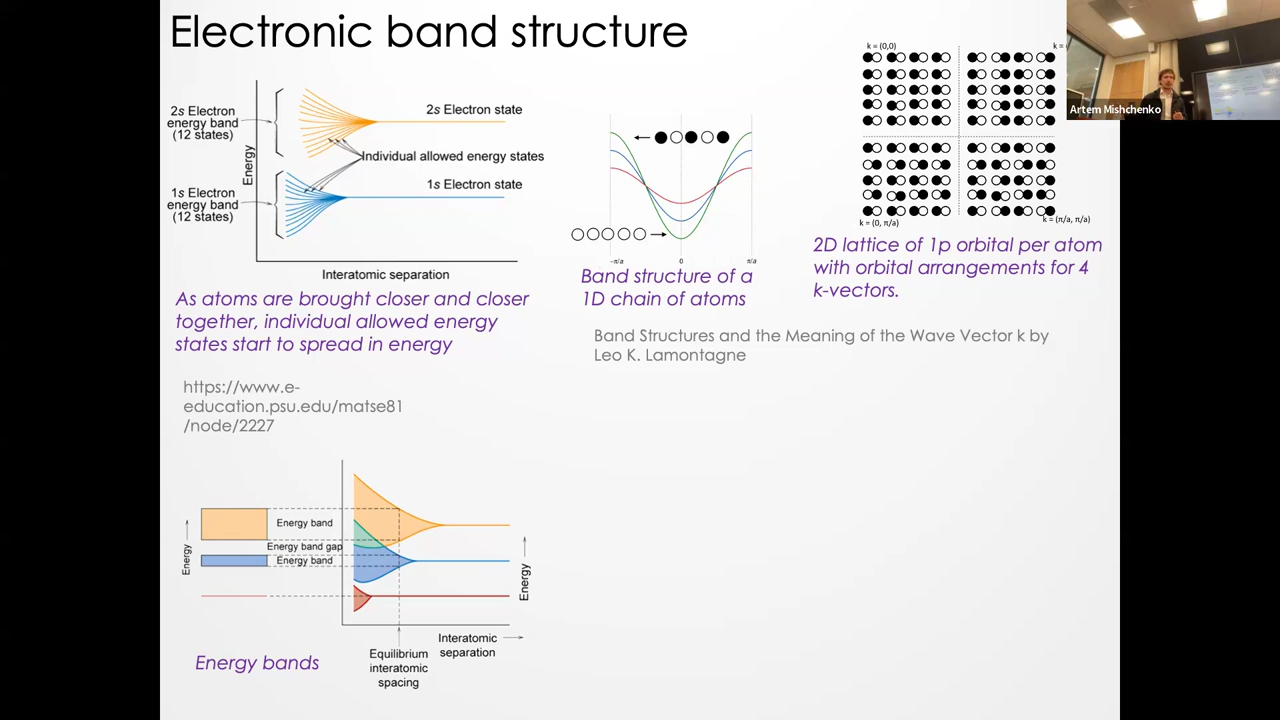 Electronic band structure
Artem Mishchenko
2s Electron
energy band
(12 states)
2s Electron state
Individual allowed energy states
Energy
1s Electron
energy band
(12 states)
1s Electron state
Interatomic separation
As atoms are brought closer and closer
together, individual allowed energy
states start to spread in energy
https://www.e-
education.psu.edu/matse81
/node/2227
-π/a
0
π/a
Band structure of a
1D chain of atoms
k = (0,0)
k = (0, π/a)
k = (π/a, π/a)
2D lattice of 1p orbital per atom
with orbital arrangements for 4
k-vectors.
Band Structures and the Meaning of the Wave Vector k by
Leo K. Lamontagne
Energy
Energy band
Energy band gap
Energy band
Energy
Interatomic
separation
Equilibrium
interatomic
spacing
Energy bands